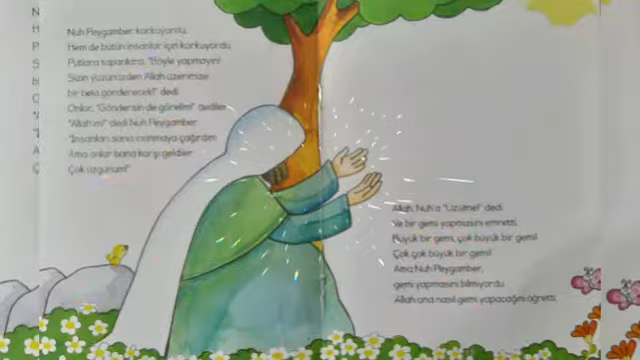 Nuh Peygamber korkuyordu.
Hem de bütün insanlar için korkuyordu.
Putlara tapanlara, "Böyle yapmayın!
Sizin yüzünüzden Allah üzerimize
bir bela gönderecek!" dedi.
Onlar, "Göndersin de görelim!" dediler.
"Allah'ım!" dedi Nuh Peygamber.
"İnsanları sana inanmaya çağırdım.
Ama onlar bana karşı geldiler.
Çok üzgünüm!"
Allah, Nuh'a "Üzülme!" dedi.
Ve bir gemi yapmasını emretti.
Büyük bir gemi, çok büyük bir gemi!
Çok çok büyük bir gemi!
Ama Nuh Peygamber,
gemi yapmasını bilmiyordu.
Allah ona nasıl gemi yapacağını öğretti.